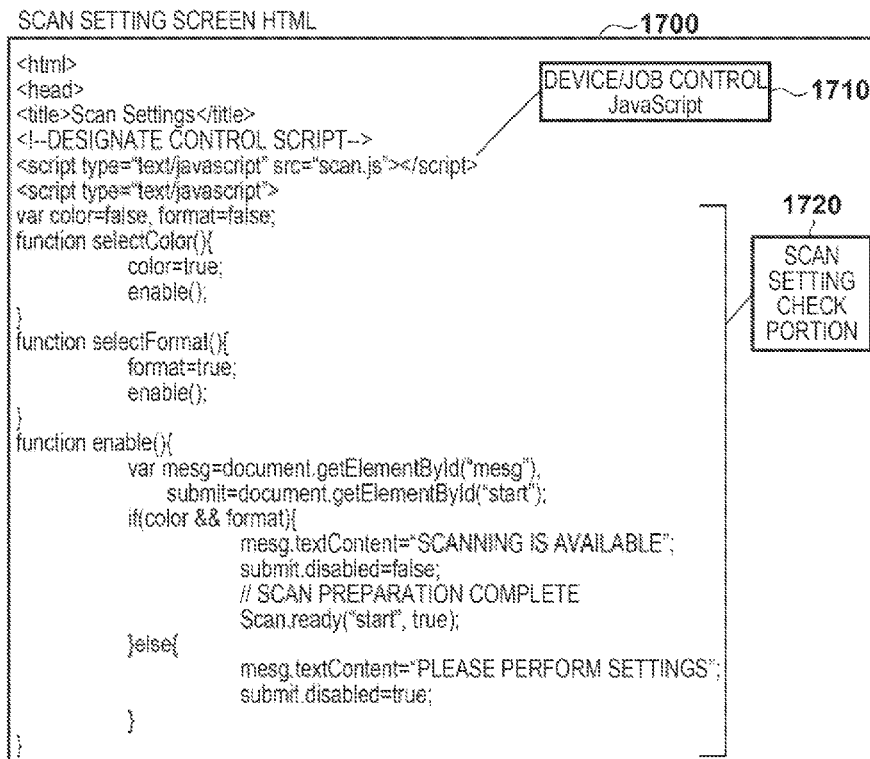 SCAN SETTING SCREEN HTML
1700
<html>
<head>
<title>Scan Settings</title>
<!--DESIGNATE CONTROL SCRIPT-->
<script type="text/javascript" src="scan.js"></script>
<script type="text/javascript">
var color=false, format=false;
function selectColor(){
color=true;
enable();
}
function selectFormat(){
format=true;
enable();
}
function enable(){
var mesg=document.getElementById("mesg"),
submit=document.getElementById("start");
if(color && format){
mesg.textContent="SCANNING IS AVAILABLE";
submit.disabled=false;
// SCAN PREPARATION COMPLETE
Scan.ready("start", true);
}else{
mesg.textContent="PLEASE PERFORM SETTINGS";
submit.disabled=true;
}
}
DEVICE/JOB CONTROL
JavaScript
1710
1720
SCAN
SETTING
CHECK
PORTION